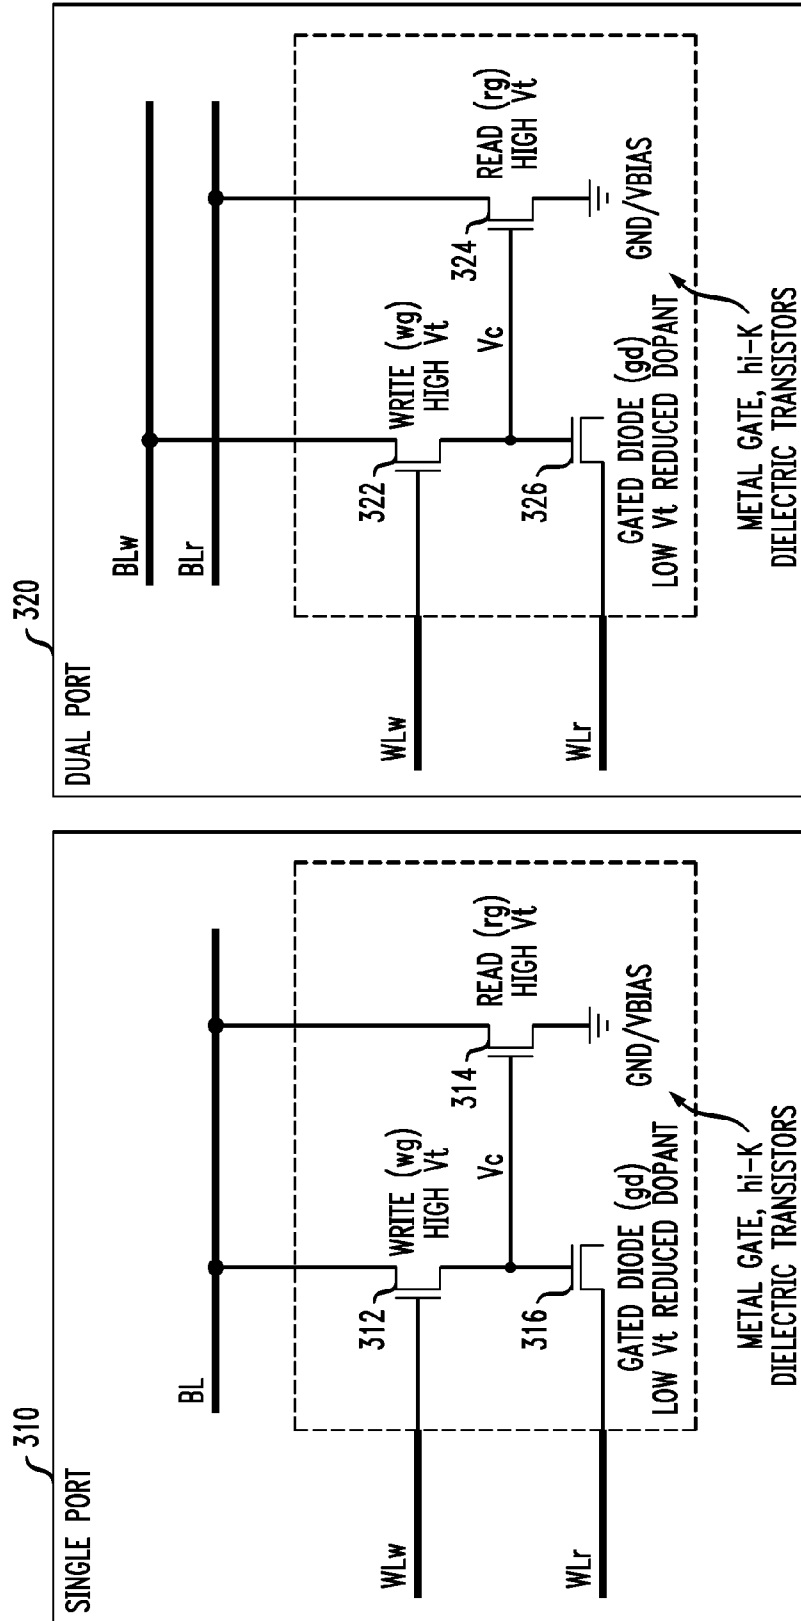 310
SINGLE PORT
BL
WLw
WLr
312
WRITE (wg)
HIGH Vt
Vc
314
READ (rg)
HIGH Vt
316
GATED DIODE (gd)
LOW Vt REDUCED DOPANT
GND/VBIAS
METAL GATE, hi-K
DIELECTRIC TRANSISTORS
320
DUAL PORT
BLw
BLr
WLw
WLr
322
WRITE (wg)
HIGH Vt
Vc
324
READ (rg)
HIGH Vt
326
GATED DIODE (gd)
LOW Vt REDUCED DOPANT
GND/VBIAS
METAL GATE, hi-K
DIELECTRIC TRANSISTORS